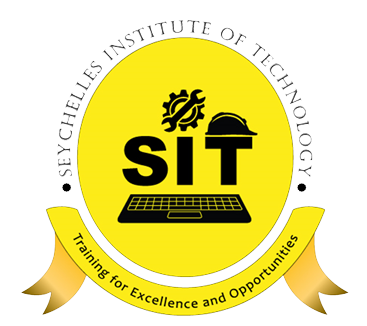 SEYCHELLES INSTITUTE OF TECHNOLOGY
SIT
Training for Excellence and Opportunities